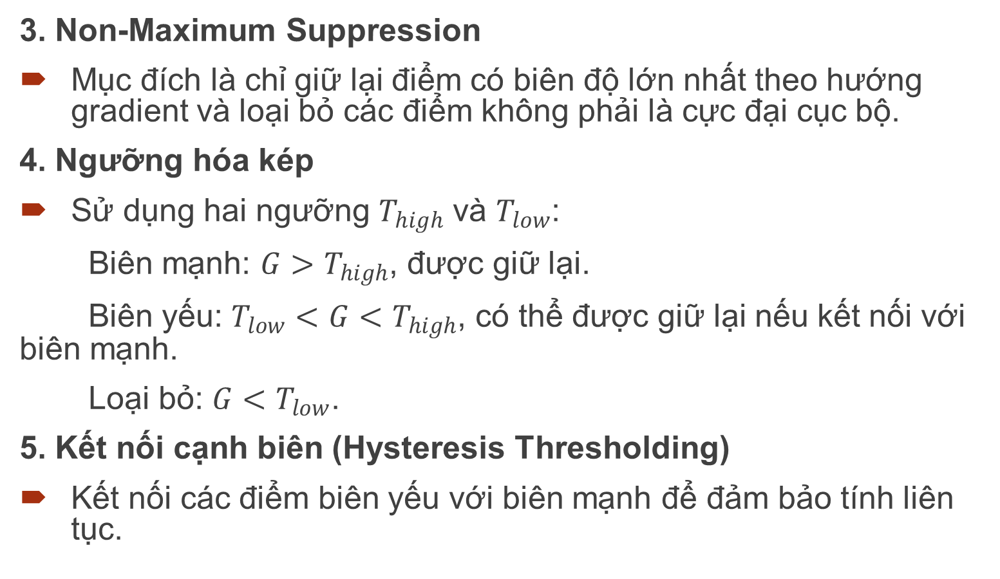 3. Non-Maximum Suppression
Mục đích là chỉ giữ lại điểm có biên độ lớn nhất theo hướng
gradient và loại bỏ các điểm không phải là cực đại cục bộ.
4. Ngưỡng hóa kép
Sử dụng hai ngưỡng T_{high} và T_{low}:
Biên mạnh: G > T_{high}, được giữ lại.
Biên yếu: T_{low} < G < T_{high}, có thể được giữ lại nếu kết nối với
biên mạnh.
Loại bỏ: G < T_{low}.
5. Kết nối cạnh biên (Hysteresis Thresholding)
Kết nối các điểm biên yếu với biên mạnh để đảm bảo tính liên
tục.